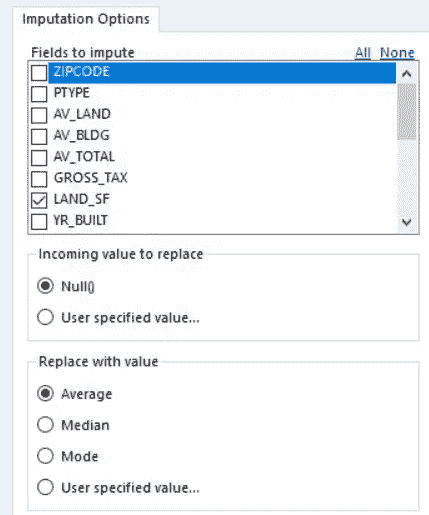 Imputation Options
Fields to impute All None
ZIPCODE
PTYPE
AV_LAND
AV_BLDG
AV_TOTAL
GROSS_TAX
LAND_SF
YR_BUILT
Incoming value to replace
Null()
User specified value...
Replace with value
Average
Median
Mode
User specified value...